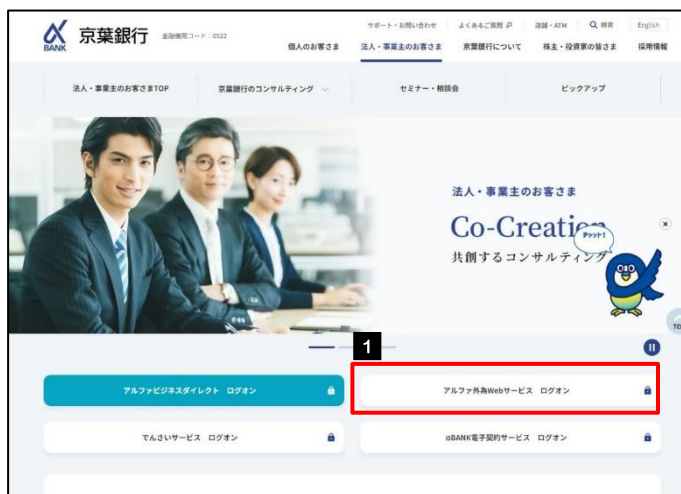 αBANK 京葉銀行 金融機関コード：0522
サポート・お問い合わせ よくあるご質問 店舗・ATM 検索 English
個人のお客さま 法人・事業主のお客さま 京葉銀行について 株主・投資家の皆さま 採用情報
法人・事業主のお客さまTOP 京葉銀行のコンサルティング セミナー・相談会 ピックアップ
法人・事業主のお客さま
Co-Creation
チャット!
共創するコンサルティング
TO
1
アルファビジネスダイレクト ログオン
アルファ外為Webサービス ログオン
でんさいサービス ログオン
αBANK電子契約サービス ログオン